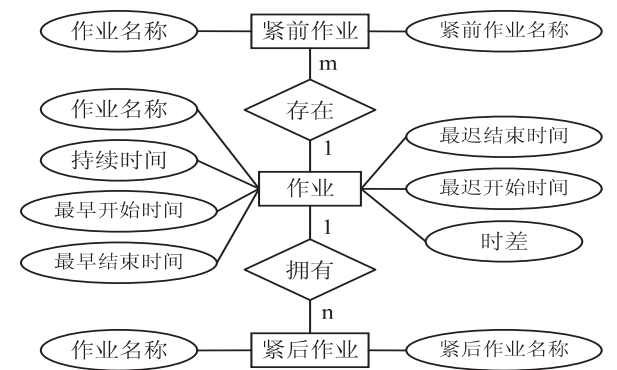 作业名称 紧前作业 紧前作业名称
m
作业名称
存在
最迟结束时间
持续时间
1
作业
最迟开始时间
最早开始时间
1
时差
最早结束时间
拥有
n
作业名称 紧后作业 紧后作业名称